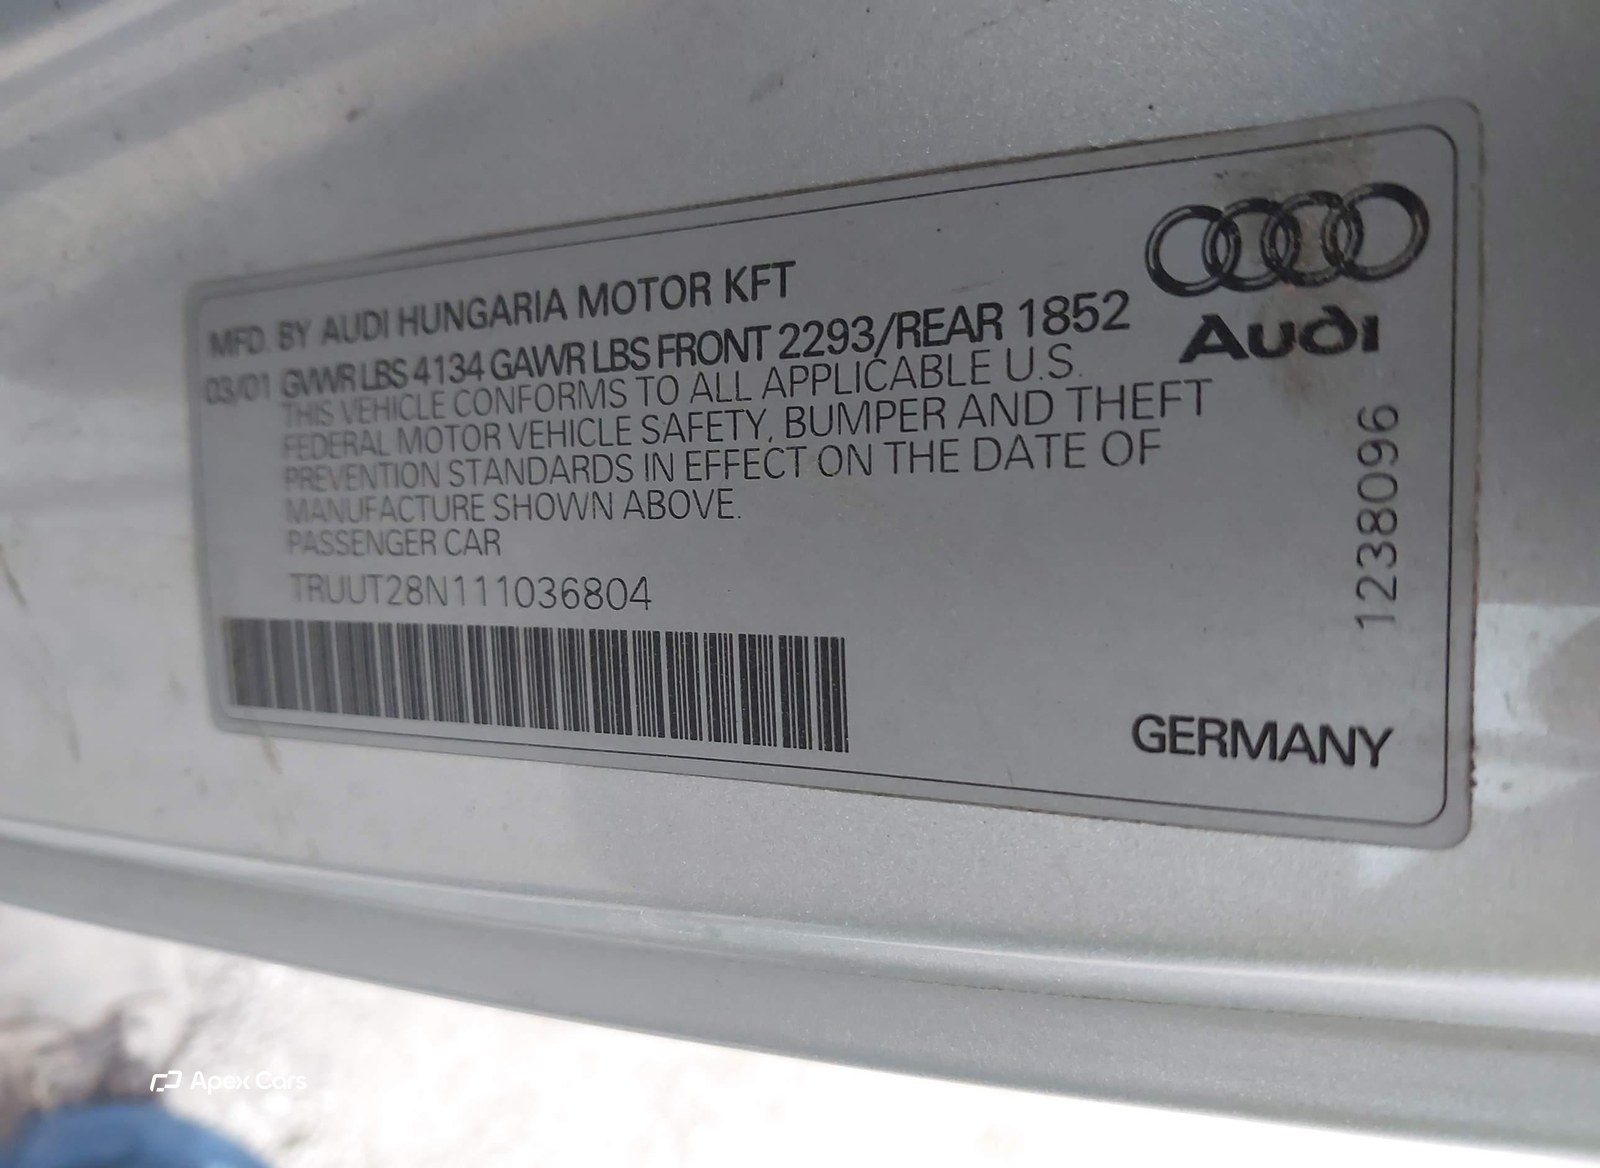 MFD. BY AUDI HUNGARIA MOTOR KFT
03/01 GVWR LBS 4134 GAWR LBS FRONT 2293/REAR 1852
THIS VEHICLE CONFORMS TO ALL APPLICABLE U.S.
FEDERAL MOTOR VEHICLE SAFETY, BUMPER AND THEFT
PREVENTION STANDARDS IN EFFECT ON THE DATE OF
MANUFACTURE SHOWN ABOVE.
PASSENGER CAR
TRUUT28N111036804
Audi
1238096
GERMANY
Apex Cars